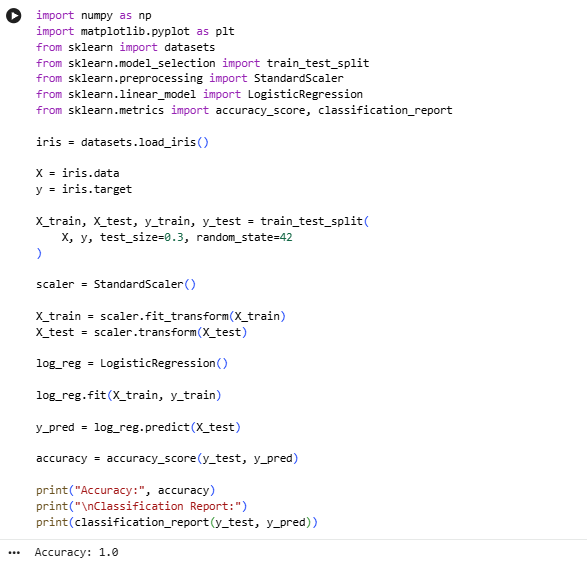 import numpy as np
import matplotlib.pyplot as plt
from sklearn import datasets
from sklearn.model_selection import train_test_split
from sklearn.preprocessing import StandardScaler
from sklearn.linear_model import LogisticRegression
from sklearn.metrics import accuracy_score, classification_report

iris = datasets.load_iris()

X = iris.data
y = iris.target

X_train, X_test, y_train, y_test = train_test_split(
    X, y, test_size=0.3, random_state=42
)

scaler = StandardScaler()

X_train = scaler.fit_transform(X_train)
X_test = scaler.transform(X_test)

log_reg = LogisticRegression()

log_reg.fit(X_train, y_train)

y_pred = log_reg.predict(X_test)

accuracy = accuracy_score(y_test, y_pred)

print("Accuracy:", accuracy)
print("\nClassification Report:")
print(classification_report(y_test, y_pred))
Accuracy: 1.0